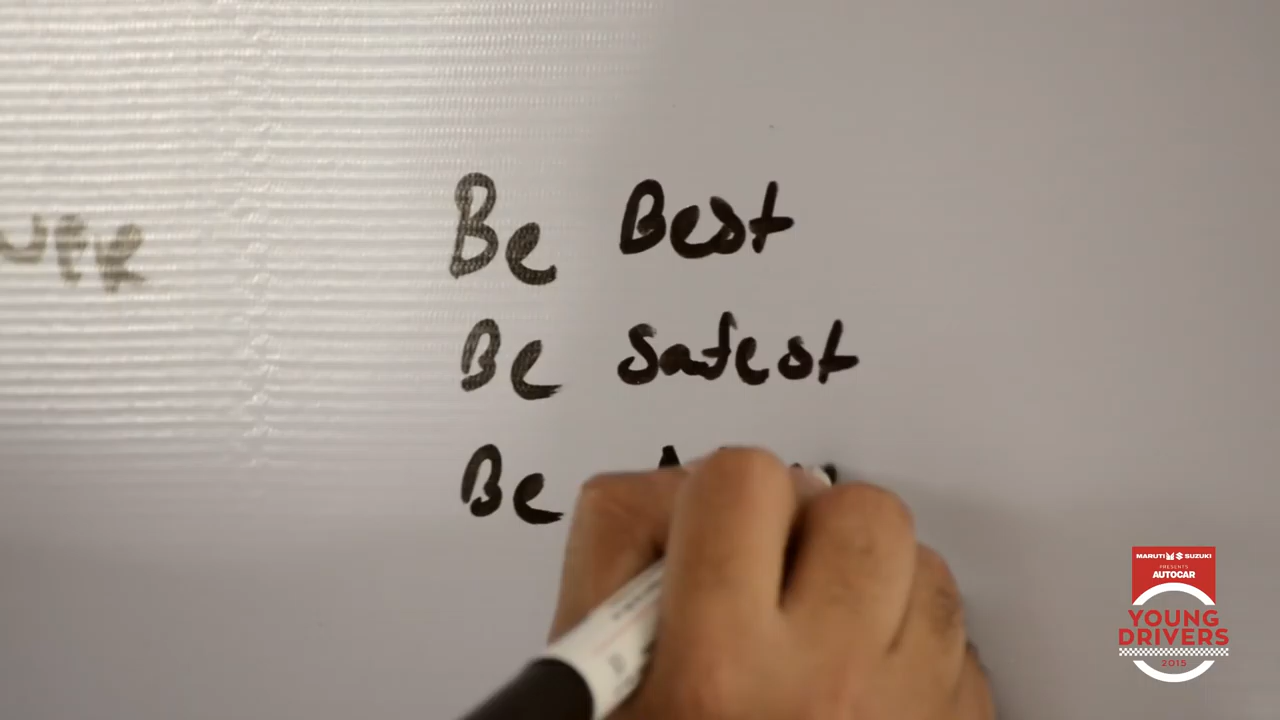 Be Best
Be Safest
Be
MARUTI SUZUKI
PRESENTS
AUTOCAR
YOUNG
DRIVERS
2015